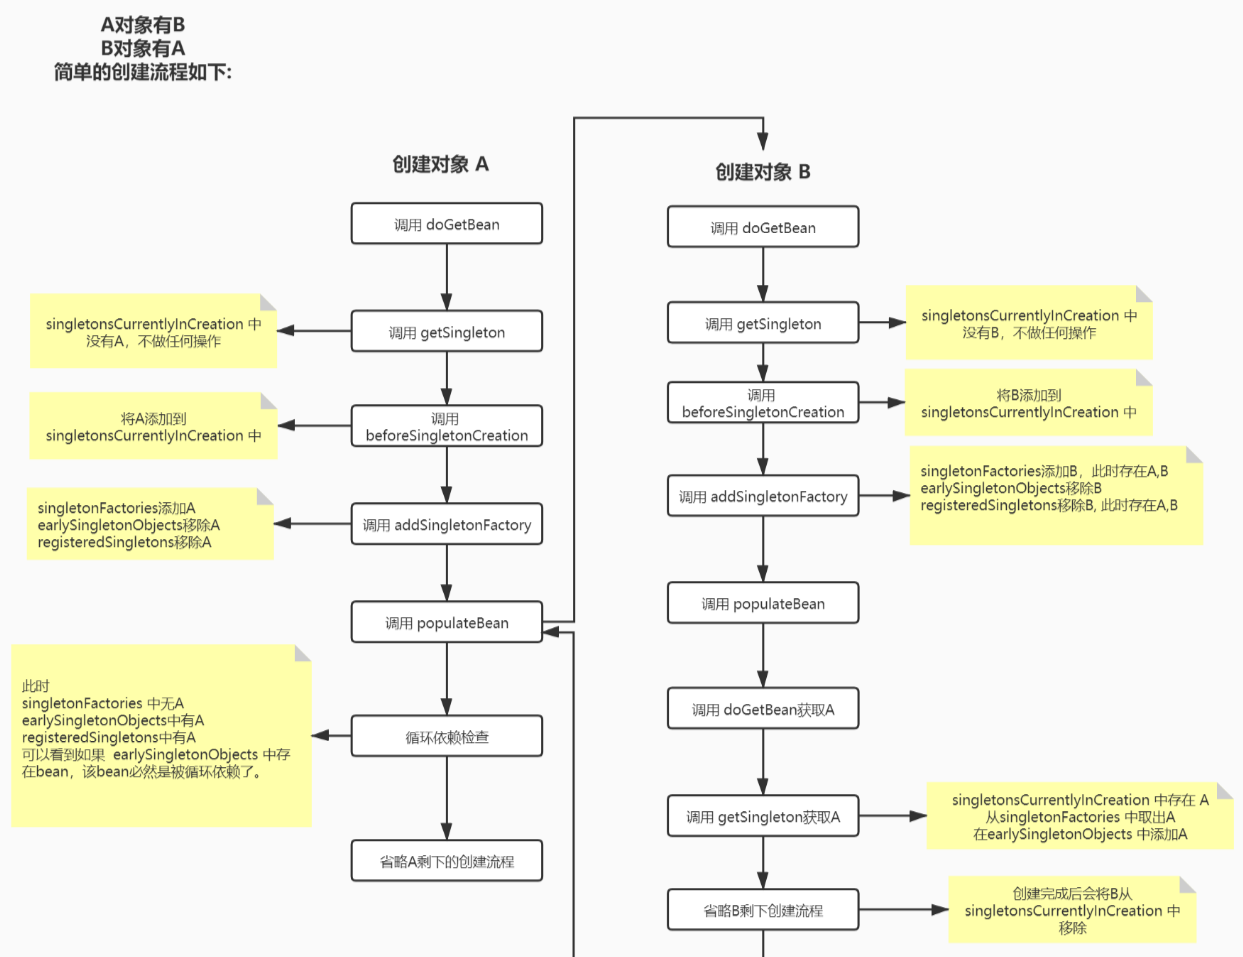 A对象有B
B对象有A
简单的创建流程如下:
创建对象 A
调用 doGetBean
调用 getSingleton
singletonsCurrentlyInCreation 中
没有A，不做任何操作
调用
beforeSingletonCreation
将A添加到
singletonsCurrentlyInCreation 中
调用 addSingletonFactory
singletonFactories添加A
earlySingletonObjects移除A
registeredSingletons移除A
调用 populateBean
循环依赖检查
此时
singletonFactories 中无A
earlySingletonObjects中有A
registeredSingletons中有A
可以看到如果 earlySingletonObjects 中存
在bean，该bean必然是被循环依赖了。
省略A剩下的创建流程
创建对象 B
调用 doGetBean
调用 getSingleton
singletonsCurrentlyInCreation 中
没有B，不做任何操作
调用
beforeSingletonCreation
将B添加到
singletonsCurrentlyInCreation 中
调用 addSingletonFactory
singletonFactories添加B，此时存在A,B
earlySingletonObjects移除B
registeredSingletons移除B, 此时存在A,B
调用 populateBean
调用 doGetBean获取A
调用 getSingleton获取A
singletonsCurrentlyInCreation 中存在 A
从singletonFactories 中取出A
在earlySingletonObjects 中添加A
省略B剩下创建流程
创建完成后会将B从
singletonsCurrentlyInCreation 中
移除